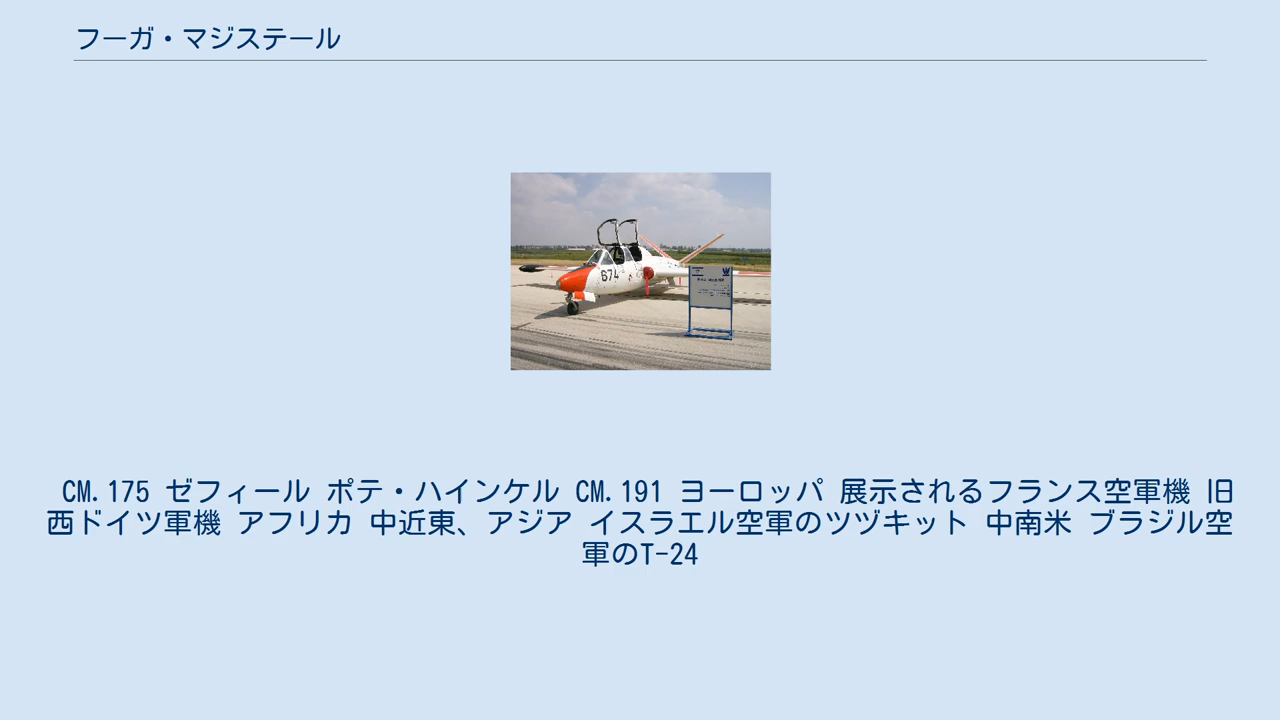 フーガ・マジステール
674
CM.175 ゼフィール ポテ・ハインケル CM.191 ヨーロッパ 展示されるフランス空軍機 旧
西ドイツ軍機 アフリカ 中近東、アジア イスラエル空軍のツヅキット 中南米 ブラジル空
軍のT-24